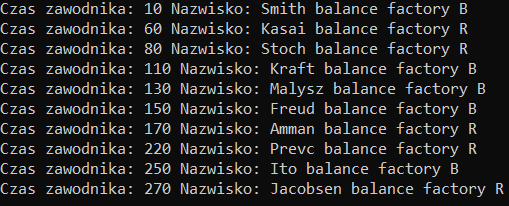 Czas zawodnika: 10 Nazwisko: Smith balance factory B
Czas zawodnika: 60 Nazwisko: Kasai balance factory R
Czas zawodnika: 80 Nazwisko: Stoch balance factory R
Czas zawodnika: 110 Nazwisko: Kraft balance factory B
Czas zawodnika: 130 Nazwisko: Malysz balance factory B
Czas zawodnika: 150 Nazwisko: Freud balance factory B
Czas zawodnika: 170 Nazwisko: Amman balance factory R
Czas zawodnika: 220 Nazwisko: Prevc balance factory R
Czas zawodnika: 250 Nazwisko: Ito balance factory B
Czas zawodnika: 270 Nazwisko: Jacobsen balance factory R